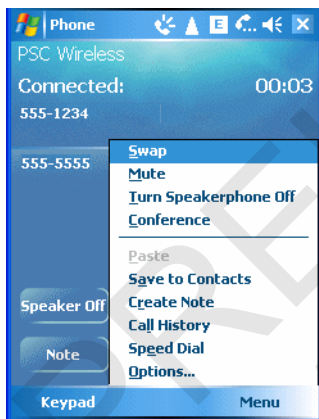 Phone
E
PSC Wireless
Connected: 00:03
555-1234
555-5555
Swap
Mute
Turn Speakerphone Off
Conference
Paste
Save to Contacts
Create Note
Call History
Speed Dial
Options...
Speaker Off
Note
Keypad Menu